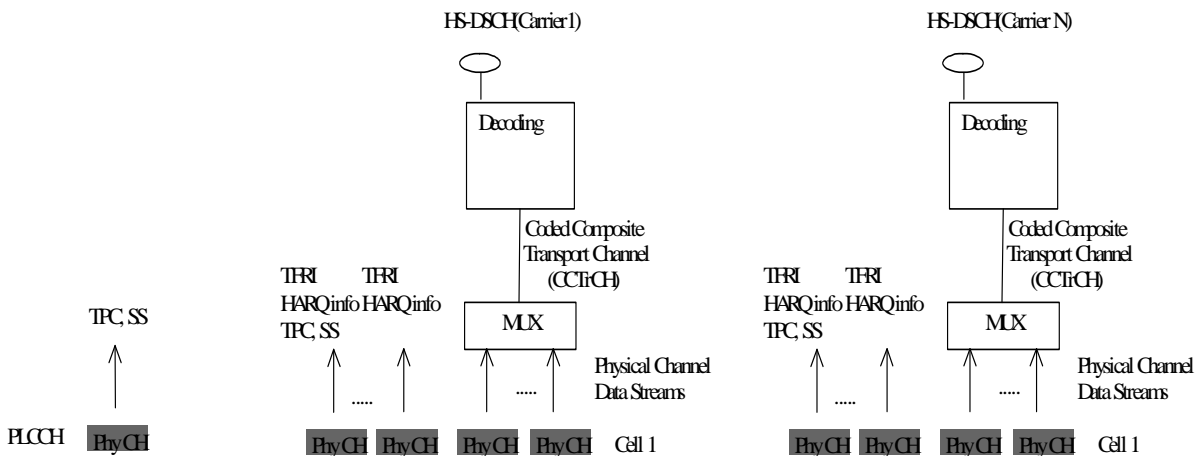 HS-DSCH(Carrier 1)
HS-DSCH(Carrier N)
Decoding
Decoding
Coded Composite
Transport Channel
(CCTrCH)
Coded Composite
Transport Channel
(CCTrCH)
TFRI TFRI
HARQ info HARQ info
TPC, SS
TFRI TFRI
HARQ info HARQ info
TPC, SS
TPC, SS
MUX
MUX
Physical Channel
Data Streams
Physical Channel
Data Streams
.....
.....
.....
.....
PLCCH Phy CH
Phy CH Phy CH Phy CH Phy CH Cell 1
Phy CH Phy CH Phy CH Phy CH Cell 1